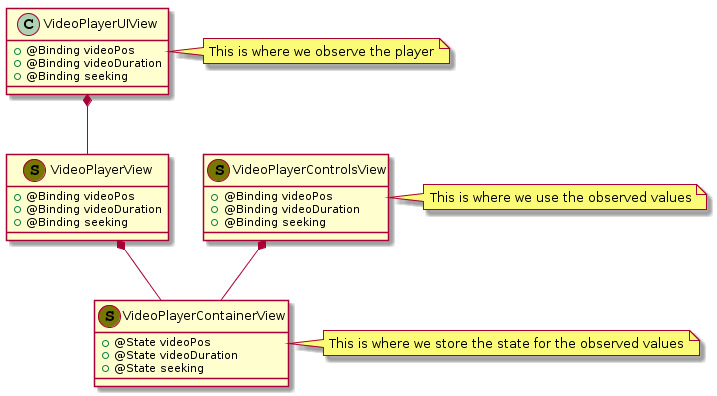 C VideoPlayerUIView
@Binding videoPos
@Binding videoDuration
@Binding seeking
This is where we observe the player
S VideoPlayerView
@Binding videoPos
@Binding videoDuration
@Binding seeking
S VideoPlayerControlsView
@Binding videoPos
@Binding videoDuration
@Binding seeking
This is where we use the observed values
S VideoPlayerContainerView
@State videoPos
@State videoDuration
@State seeking
This is where we store the state for the observed values